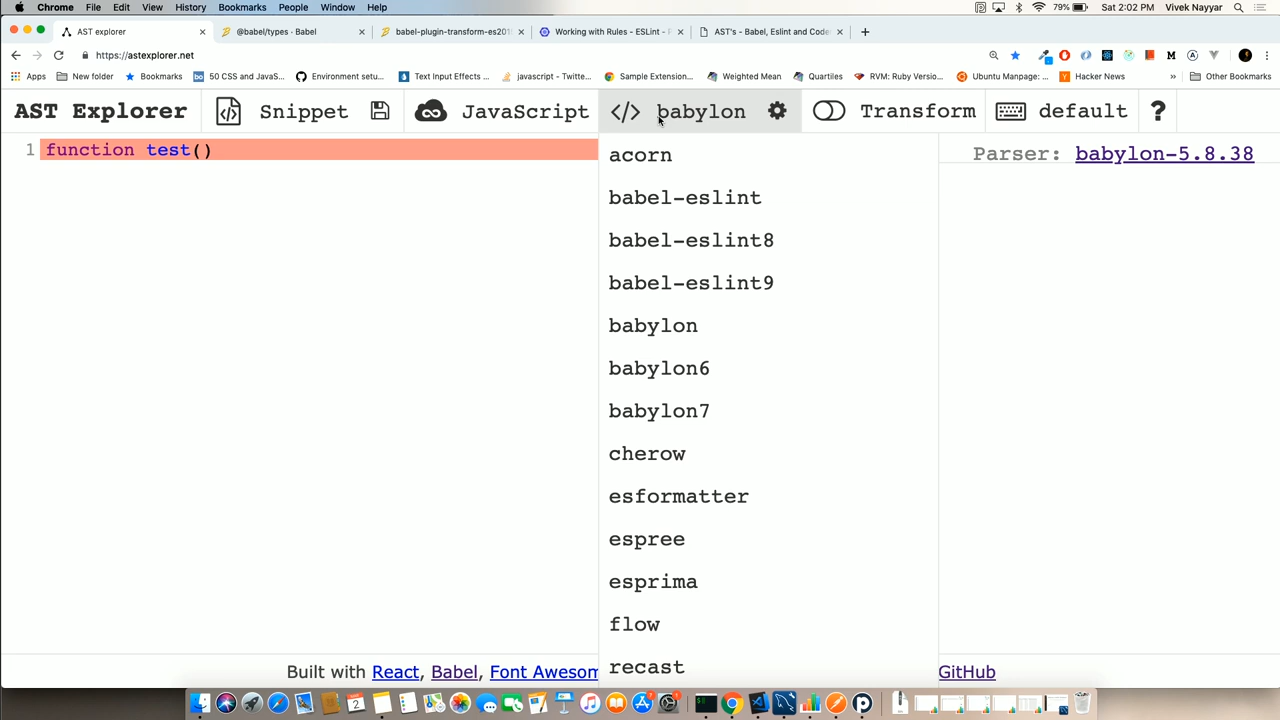 Chrome File Edit View History Bookmarks People Window Help 79% Sat 2:02 PM Vivek Nayyar
AST explorer @babel/types · Babel babel-plugin-transform-es201 Working with Rules - ESLint - P AST's - Babel, Eslint and Code
https://astexplorer.net
Apps New folder Bookmarks 50 CSS and JavaS... Environment setu... Text Input Effects ... javascript - Twitte... Sample Extension... Weighted Mean Quartiles RVM: Ruby Versio... Ubuntu Manpage:... Hacker News » Other Bookmarks
AST Explorer Snippet JavaScript </> babylon Transform default ?
1 function test()
Parser: babylon-5.8.38
acorn
babel-eslint
babel-eslint8
babel-eslint9
babylon
babylon6
babylon7
cherow
esformatter
espree
esprima
flow
recast
Built with React, Babel, Font Awesom GitHub